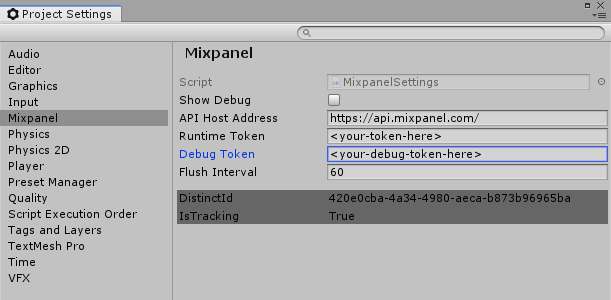 Project Settings
Audio
Editor
Graphics
Input
Mixpanel
Physics
Physics 2D
Player
Preset Manager
Quality
Script Execution Order
Tags and Layers
TextMesh Pro
Time
VFX
Mixpanel
Script MixpanelSettings
Show Debug
API Host Address https://api.mixpanel.com/
Runtime Token <your-token-here>
Debug Token <your-debug-token-here>
Flush Interval 60
DistinctId 420e0cba-4a34-4980-aeca-b873b96965ba
IsTracking True